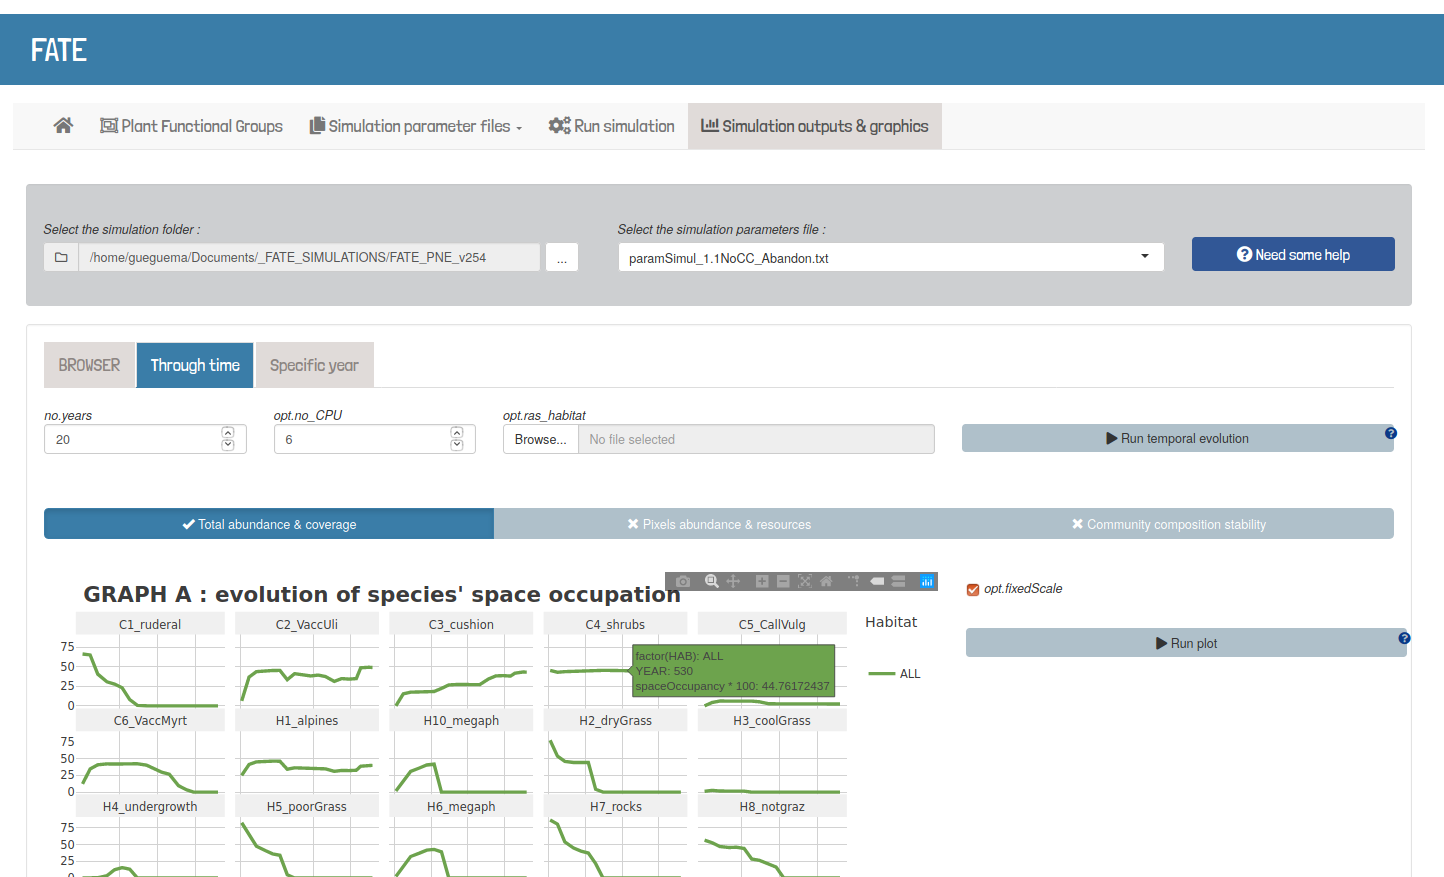 FATE
Plant Functional Groups
Simulation parameter files
Run simulation
Simulation outputs & graphics
Select the simulation folder :
Select the simulation parameters file :
/home/gueguema/Documents/_FATE_SIMULATIONS/FATE_PNE_v254
...
paramSimul_1.1NoCC_Abandon.txt
Need some help
BROWSER
Through time
Specific year
no.years
opt.no_CPU
opt.ras_habitat
20
6
Browse...
No file selected
Run temporal evolution
Total abundance & coverage
Pixels abundance & resources
Community composition stability
GRAPH A : evolution of species' space occupation
opt.fixedScale
Run plot
Habitat
ALL
C1_ruderal
C2_VaccUli
C3_cushion
C4_shrubs
C5_CallVulg
75
50
25
0
factor(HAB): ALL
YEAR: 530
spaceOccupancy * 100: 44.76172437
C6_VaccMyrt
H1_alpines
H10_megaph
H2_dryGrass
H3_coolGrass
75
50
25
0
H4_undergrowth
H5_poorGrass
H6_megaph
H7_rocks
H8_notgraz
75
50
25
0